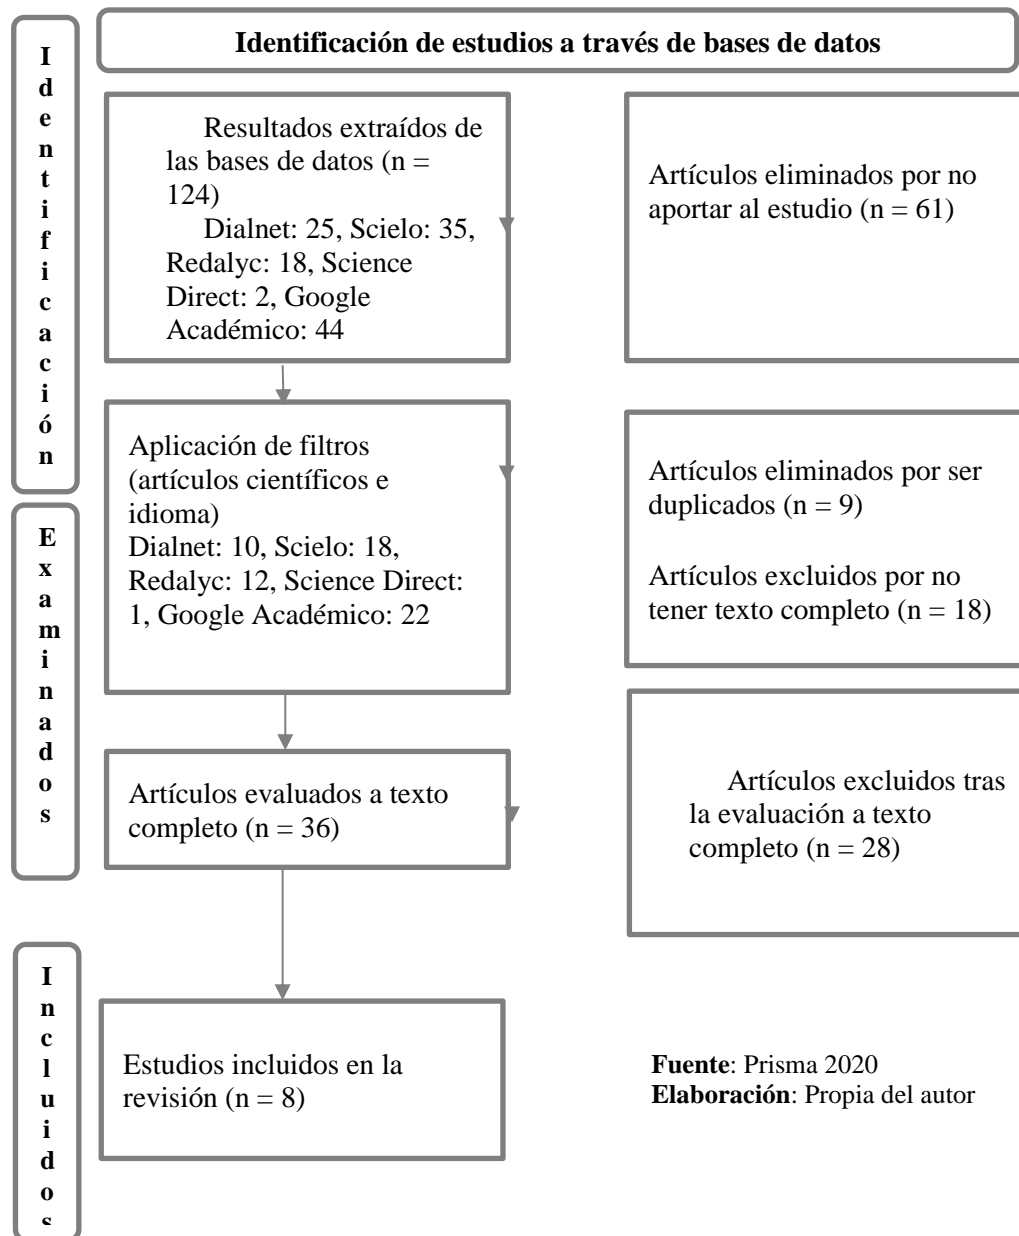 Identificación de estudios a través de bases de datos
Identificación
Resultados extraídos de
las bases de datos (n =
124)
Dialnet: 25, Scielo: 35,
Redalyc: 18, Science
Direct: 2, Google
Académico: 44
Artículos eliminados por no
aportar al estudio (n = 61)
Aplicación de filtros
(artículos científicos e
idioma)
Dialnet: 10, Scielo: 18,
Redalyc: 12, Science Direct:
1, Google Académico: 22
Artículos eliminados por ser
duplicados (n = 9)
Artículos excluidos por no
tener texto completo (n = 18)
Examinados
Artículos evaluados a texto
completo (n = 36)
Artículos excluidos tras
la evaluación a texto
completo (n = 28)
Incluidos
Estudios incluidos en la
revisión (n = 8)
Fuente: Prisma 2020
Elaboración: Propia del autor